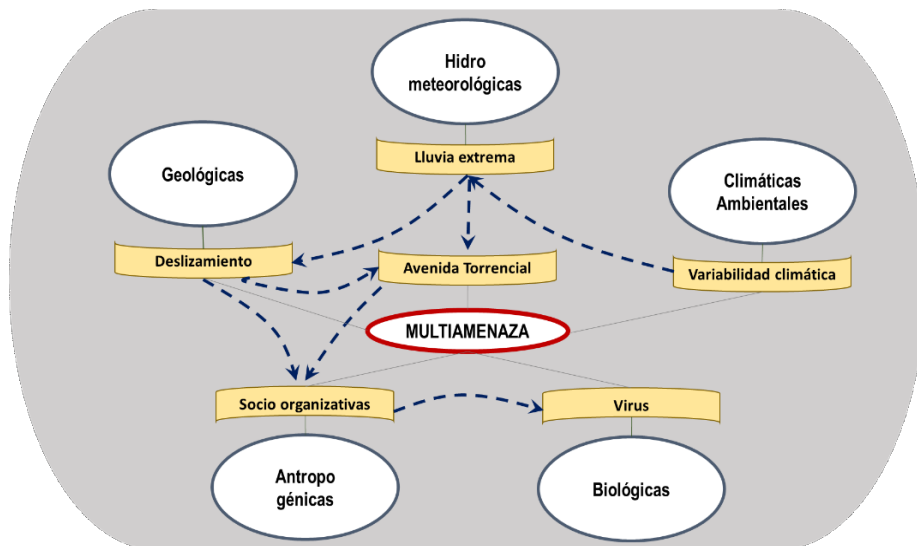 Hidro
meteorológicas
Lluvia extrema
Geológicas
Climáticas
Ambientales
Deslizamiento
Avenida Torrencial
Variabilidad climática
MULTIAMENAZA
Socio organizativas
Virus
Antropo
génicas
Biológicas